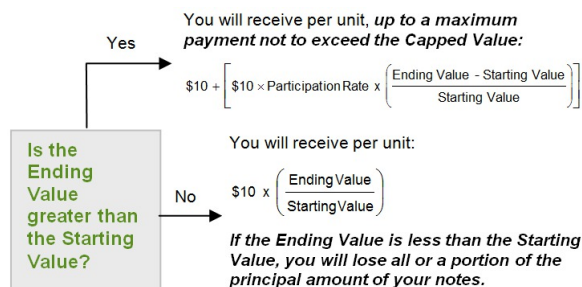 You will receive per unit, up to a maximum
payment not to exceed the Capped Value:
Yes
$10 + [ $10 × Participation Rate x ( Ending Value - Starting Value / Starting Value ) ]
Is the
Ending
Value
greater than
the Starting
Value?
No
You will receive per unit:
$10 x ( Ending Value / Starting Value )
If the Ending Value is less than the Starting
Value, you will lose all or a portion of the
principal amount of your notes.